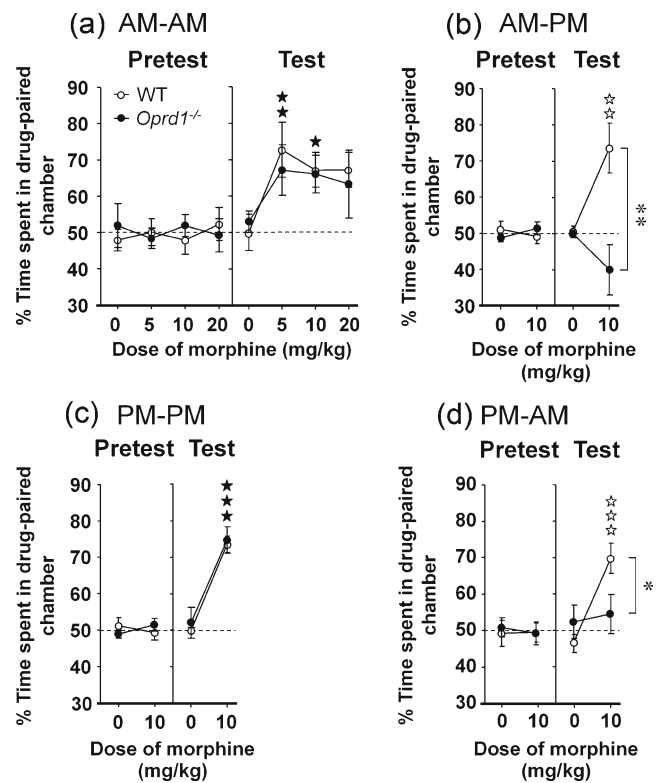 (a) AM-AM
Pretest Test
% Time spent in drug-paired
chamber
90
80
70
60
50
40
30
WT
Oprd1-/-
0 5 10 20 0 5 10 20
Dose of morphine (mg/kg)
(b) AM-PM
Pretest Test
% Time spent in drug-paired
chamber
90
80
70
60
50
40
30
**
0 10 0 10
Dose of morphine
(mg/kg)
(c) PM-PM
Pretest Test
% Time spent in drug-paired
chamber
90
80
70
60
50
40
30
0 10 0 10
Dose of morphine
(mg/kg)
(d) PM-AM
Pretest Test
% Time spent in drug-paired
chamber
90
80
70
60
50
40
30
*
0 10 0 10
Dose of morphine
(mg/kg)